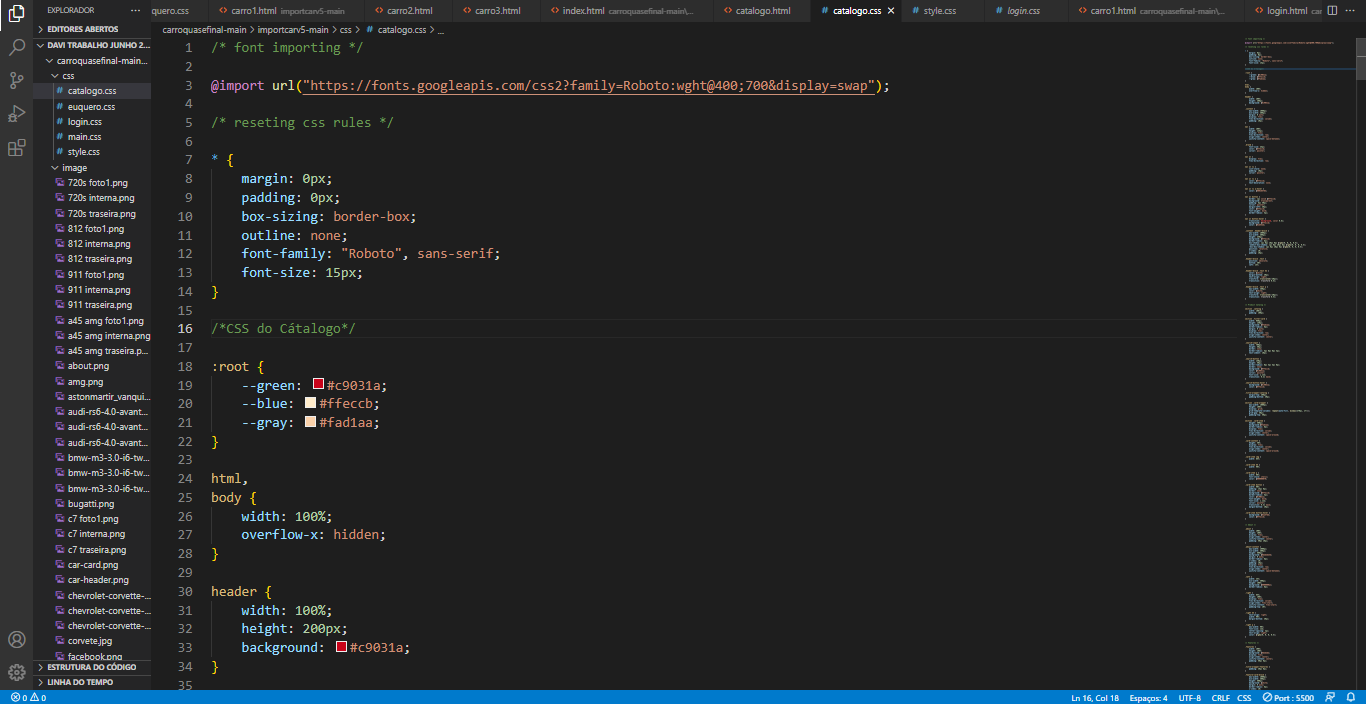 EXPLORADOR
quero.css
carro1.html importcarv5-main
carro2.html
carro3.html
index.html carroquasefinal-main\...
catalogo.html
catalogo.css
style.css
login.css
carro1.html carroquasefinal-main\...
login.html
EDITORES ABERTOS
DAVI TRABALHO JUNHO 2...
carroquasefinal-main...
css
catalogo.css
euquero.css
login.css
main.css
style.css
image
720s foto1.png
720s interna.png
720s traseira.png
812 foto1.png
812 interna.png
812 traseira.png
911 foto1.png
911 interna.png
911 traseira.png
a45 amg foto1.png
a45 amg interna.png
a45 amg traseira.p...
about.png
amg.png
astonmartir_vanqui...
audi-rs6-4.0-avant...
audi-rs6-4.0-avant...
audi-rs6-4.0-avant...
bmw-m3-3.0-i6-tw...
bmw-m3-3.0-i6-tw...
bmw-m3-3.0-i6-tw...
bugatti.png
c7 foto1.png
c7 interna.png
c7 traseira.png
car-card.png
car-header.png
chevrolet-corvette-...
chevrolet-corvette-...
chevrolet-corvette-...
corvete.jpg
facebook.png
ESTRUTURA DO CÓDIGO
LINHA DO TEMPO
carroquasefinal-main > importcarv5-main > css > # catalogo.css > ...
1 /* font importing */
2
3 @import url("https://fonts.googleapis.com/css2?family=Roboto:wght@400;700&display=swap");
4
5 /* reseting css rules */
6
7 * {
8 margin: 0px;
9 padding: 0px;
10 box-sizing: border-box;
11 outline: none;
12 font-family: "Roboto", sans-serif;
13 font-size: 15px;
14 }
15
16 /*CSS do Cátalogo*/
17
18 :root {
19 --green: #c9031a;
20 --blue: #ffeccb;
21 --gray: #fad1aa;
22 }
23
24 html,
25 body {
26 width: 100%;
27 overflow-x: hidden;
28 }
29
30 header {
31 width: 100%;
32 height: 200px;
33 background: #c9031a;
34 }
35
0 0
Ln 16, Col 18 Espaços: 4 UTF-8 CRLF CSS Port : 5500